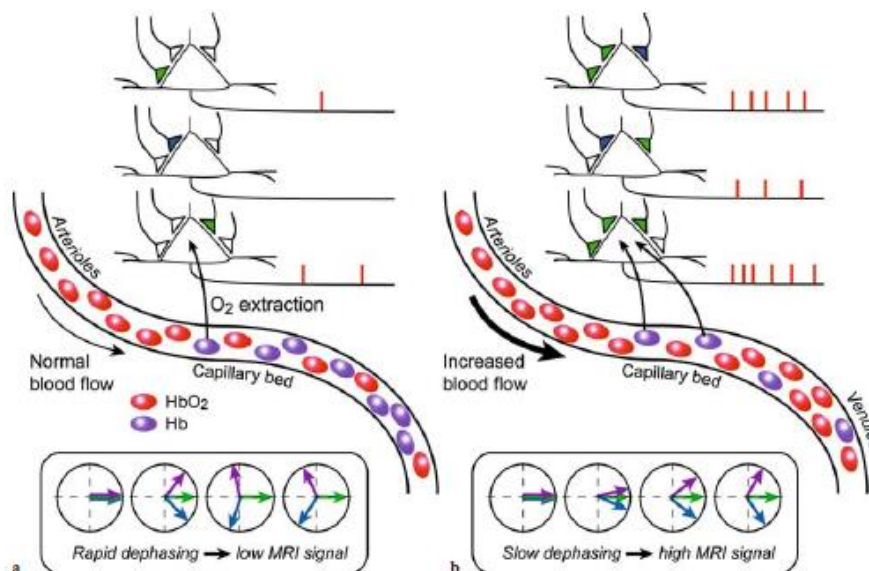 Arterioles
O₂ extraction
Normal
blood flow
Capillary bed
HbO₂
Hb
Rapid dephasing → low MRI signal
a
Arterioles
Increased
blood flow
Capillary bed
Slow dephasing → high MRI signal
b